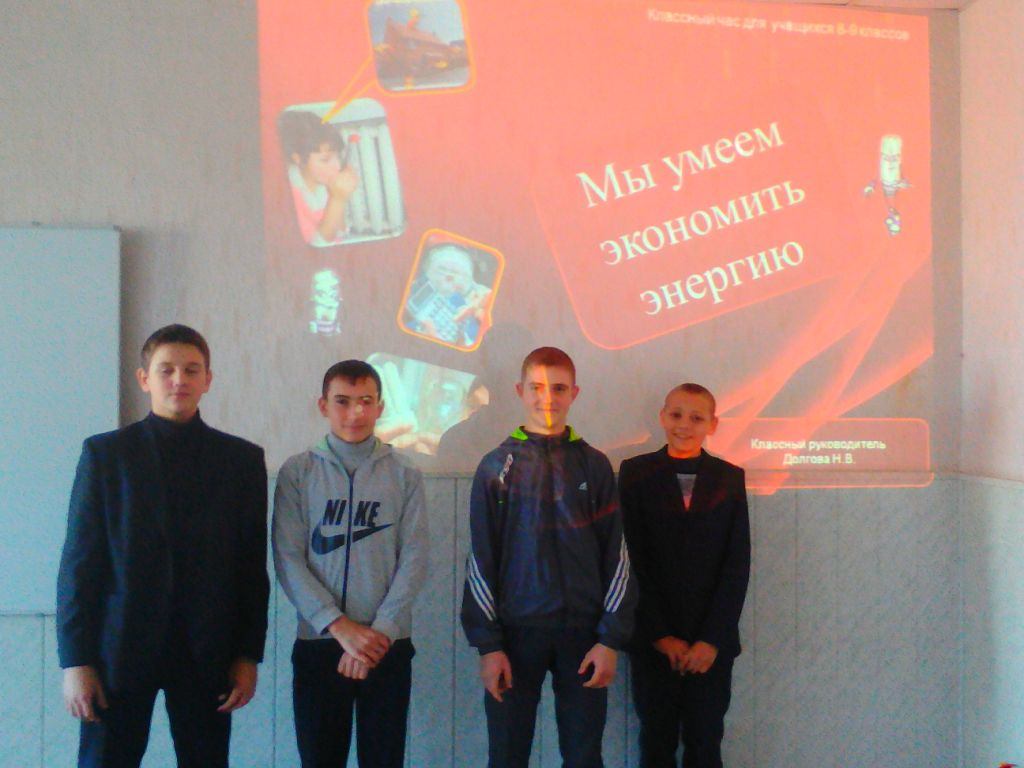 Классный час для учащихся 8-9 классов
Мы умеем
экономить
энергию
Классный руководитель
Долгова Н.В.
NIKE